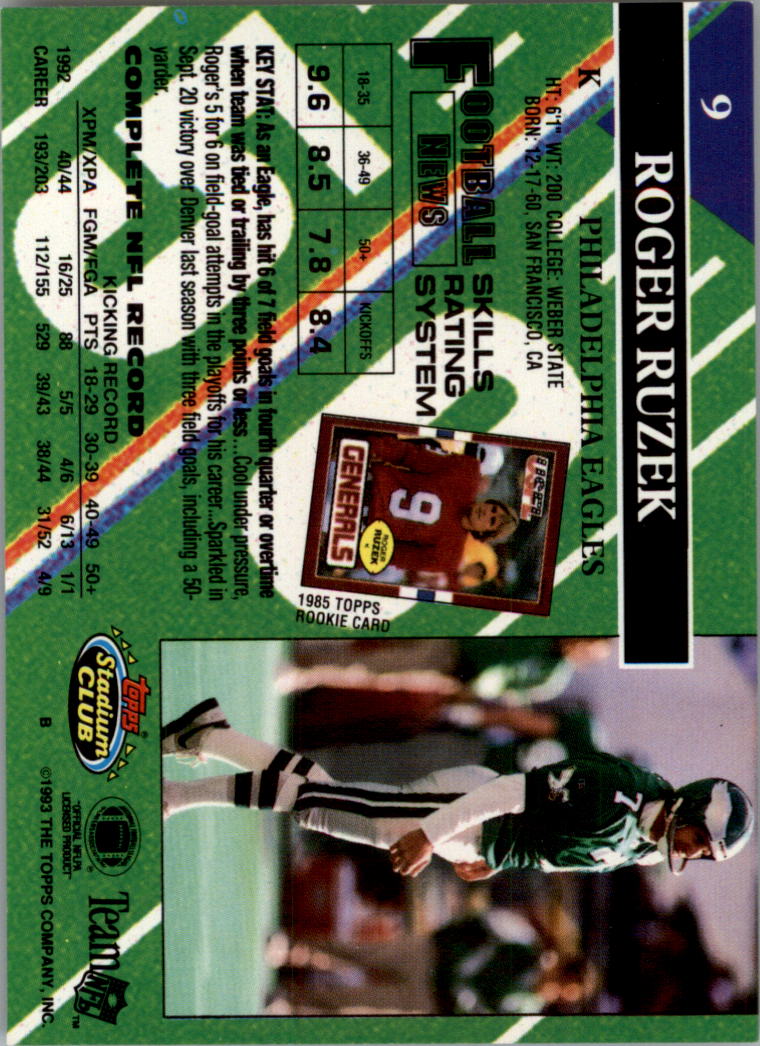 9
ROGER RUZEK
K PHILADELPHIA EAGLES
HT: 6'1" WT: 200 COLLEGE: WEBER STATE
BORN: 12-17-60, SAN FRANCISCO, CA
FOOTBALL
NEWS
SKILLS
RATING
SYSTEM
18-35 36-49 50+ KICKOFFS
9.6 8.5 7.8 8.4
GENERALS
9
ROGER
RUZEK
K
1985 TOPPS
ROOKIE CARD
KEY STAT: As an Eagle, has hit 6 of 7 field goals in fourth quarter or overtime
when team was tied or trailing by three points or less...Cool under pressure,
Roger's 5 for 6 on field-goal attempts in the playoffs for his career...Sparkled in
Sept. 20 victory over Denver last season with three field goals, including a 50-
yarder.
COMPLETE NFL RECORD
KICKING RECORD
XPM/XPA FGM/FGA PTS 18-29 30-39 40-49 50+
1992 40/44 16/25 88 5/5 4/6 6/13 1/1
CAREER 193/203 112/155 529 39/43 38/44 31/52 4/9
7
topps®
Stadium
CLUB
"OFFICIAL NFLPA
LICENSED PRODUCT"
®
Team NFL™
B ©1993 THE TOPPS COMPANY, INC.